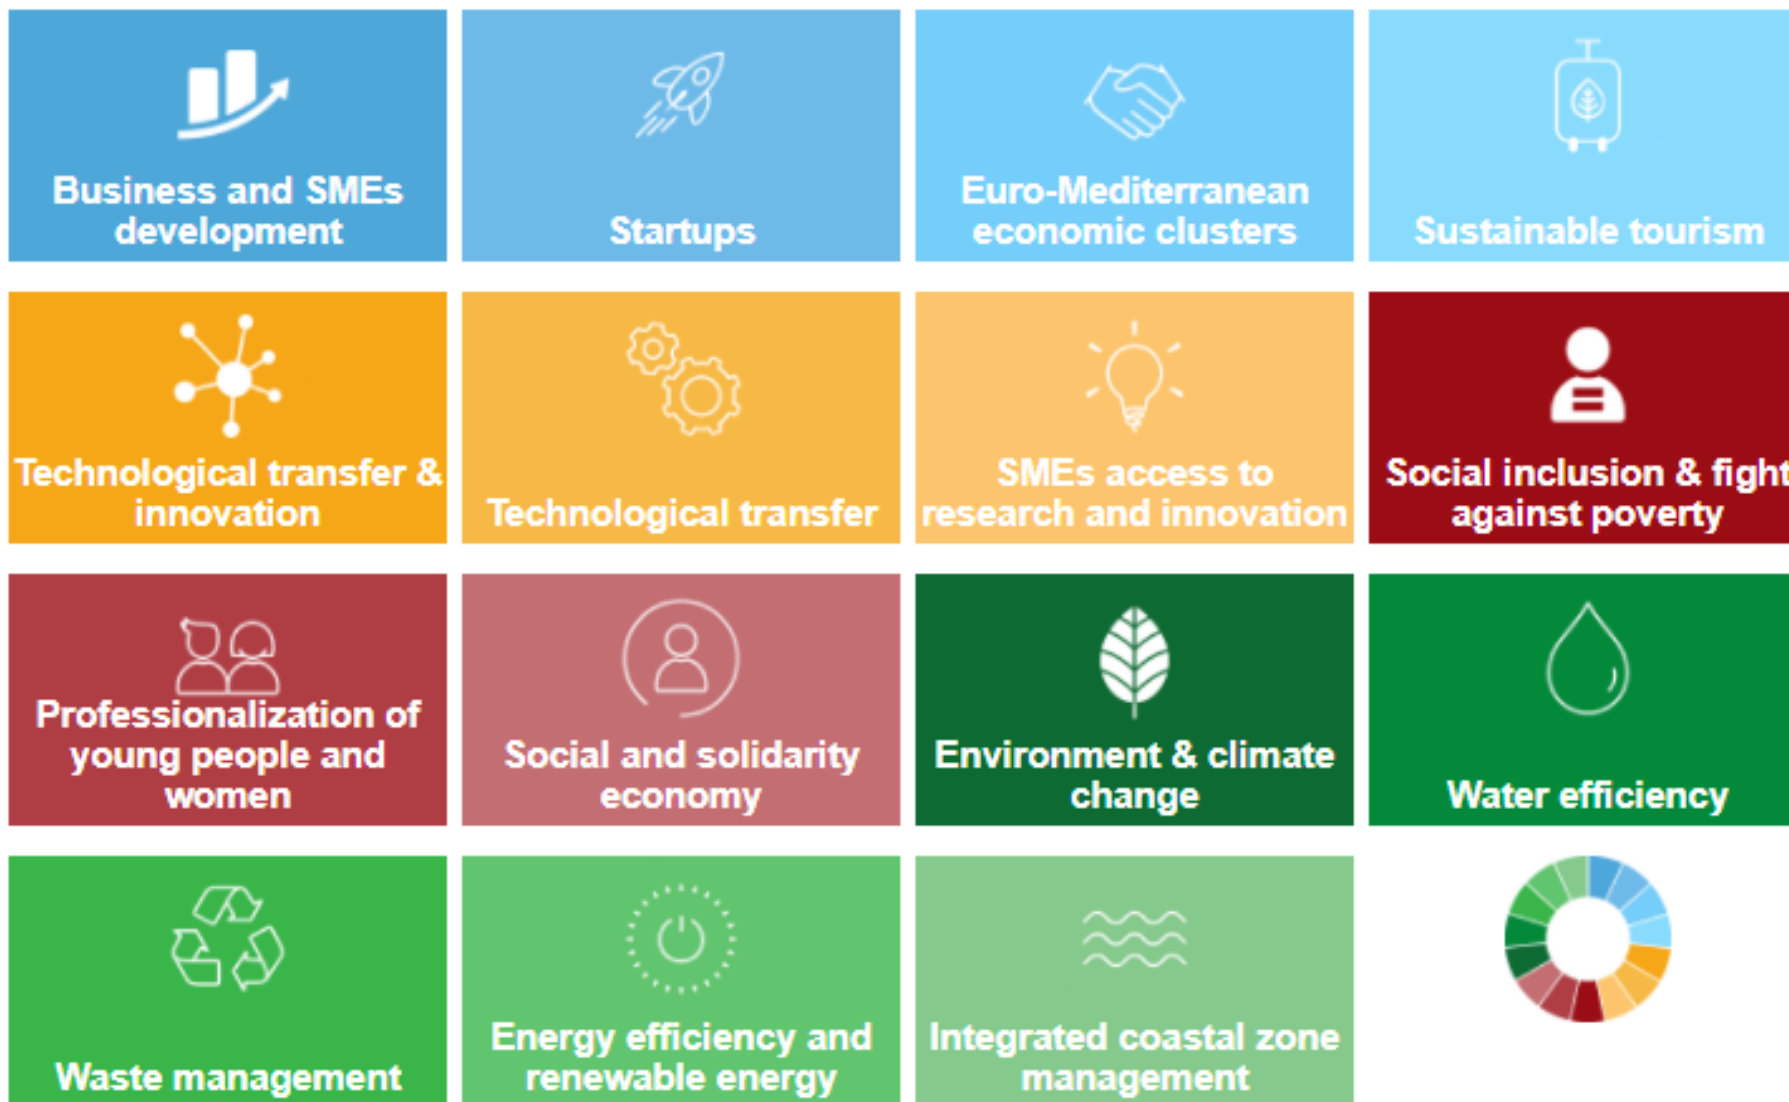 Business and SMEs
development
Startups
Euro-Mediterranean
economic clusters
Sustainable tourism
Technological transfer &
innovation
Technological transfer
SMEs access to
research and innovation
Social inclusion & fight
against poverty
Professionalization of
young people and
women
Social and solidarity
economy
Environment & climate
change
Water efficiency
Waste management
Energy efficiency and
renewable energy
Integrated coastal zone
management